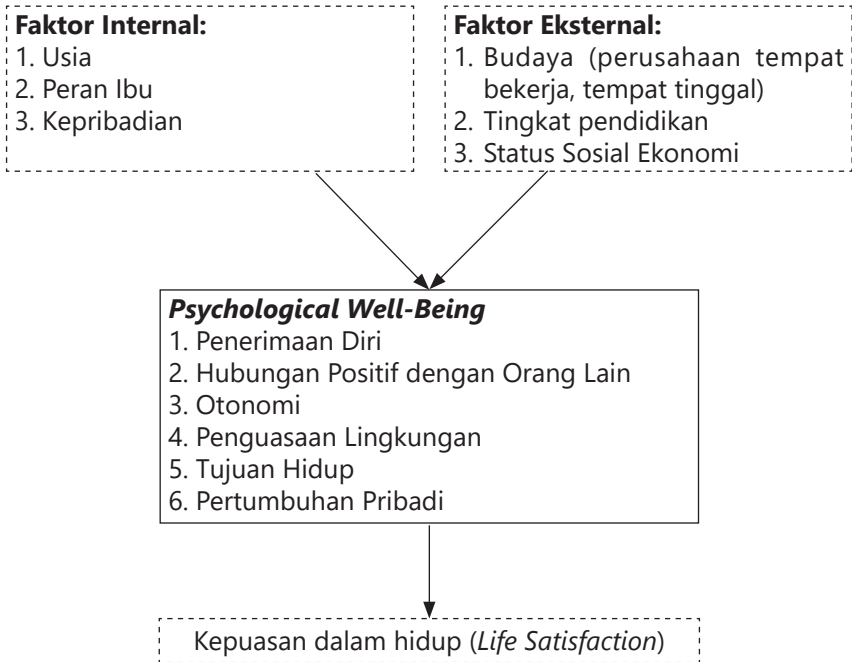 Faktor Internal:
1. Usia
2. Peran Ibu
3. Kepribadian
Faktor Eksternal:
1. Budaya (perusahaan tempat
bekerja, tempat tinggal)
2. Tingkat pendidikan
3. Status Sosial Ekonomi
Psychological Well-Being
1. Penerimaan Diri
2. Hubungan Positif dengan Orang Lain
3. Otonomi
4. Penguasaan Lingkungan
5. Tujuan Hidup
6. Pertumbuhan Pribadi
Kepuasan dalam hidup (Life Satisfaction)